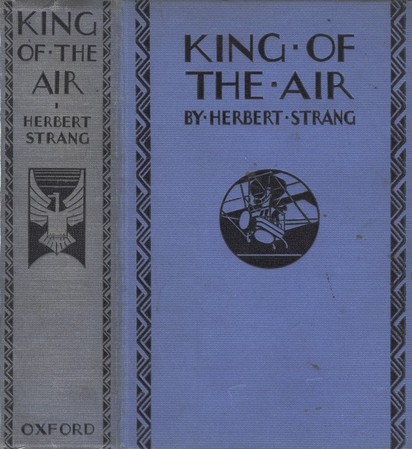 KING
OF·THE
AIR
HERBERT
STRANG
OXFORD
KING·OF
THE·AIR
BY·HERBERT·STRANG